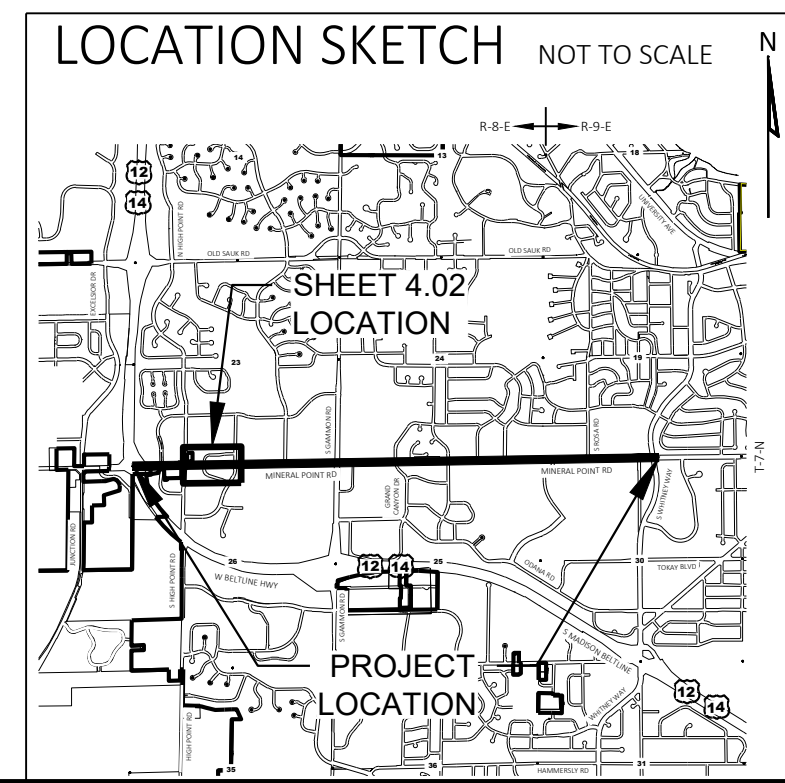 LOCATION SKETCH NOT TO SCALE
N
R-8-E R-9-E
13
18
14
12
14
N HIGH POINT RD
UNIVERSITY AVE
OLD SAUK RD
OLD SAUK RD
EXCELSIOR DR
SHEET 4.02
LOCATION
23
24
19
S GAMMON RD
S ROSA RD
MINERAL POINT RD
MINERAL POINT RD
T-7-N
GRAND
CANYON DR
S WHITNEY WAY
JUNCTION RD
26
12
14
25
ODANA RD
30
TOKAY BLVD
W BELTLINE HWY
S HIGH POINT RD
S GAMMON RD
S MADISON BELTLINE
PROJECT
LOCATION
12
14
WHITNEY WAY
HIGH POINT RD
35
36
31
HAMMERSLY RD